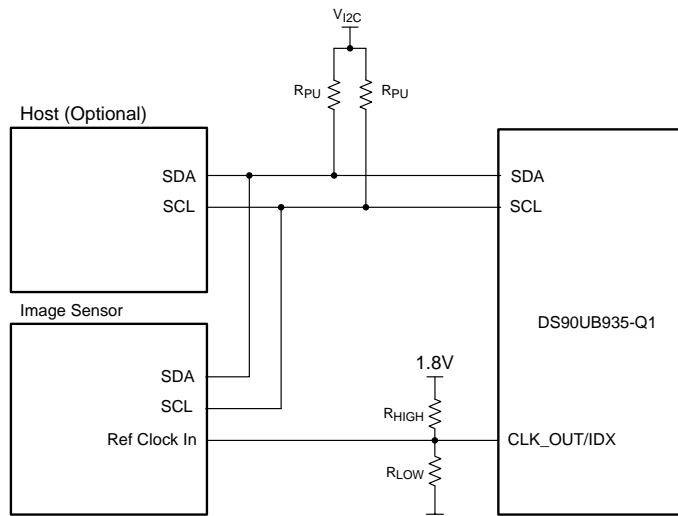 VI2C
RPU
RPU
Host (Optional)
SDA
SCL
SDA
SCL
Image Sensor
DS90UB935-Q1
SDA
SCL
Ref Clock In
1.8V
RHIGH
CLK_OUT/IDX
RLOW